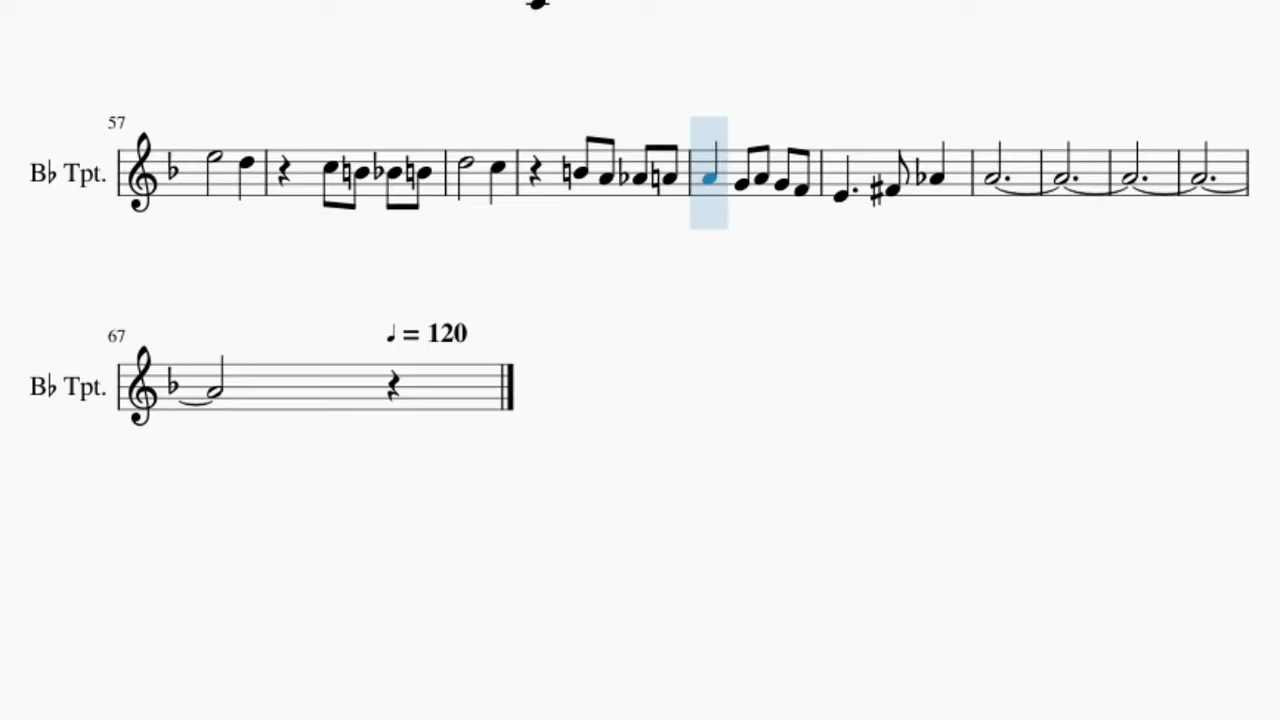 57
B♭ Tpt.
67
♩ = 120
B♭ Tpt.